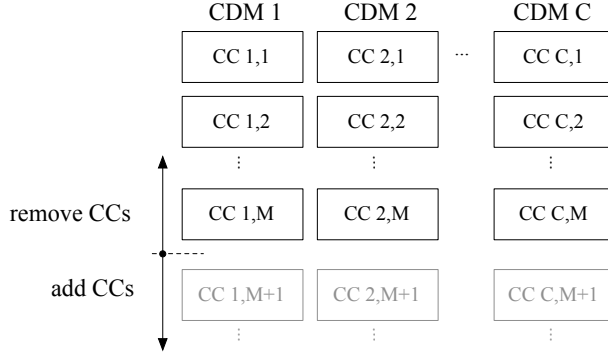 CDM 1 CDM 2 CDM C
CC 1,1 CC 2,1 ... CC C,1
CC 1,2 CC 2,2 CC C,2
⋮ ⋮ ⋮
remove CCs CC 1,M CC 2,M CC C,M
add CCs CC 1,M+1 CC 2,M+1 CC C,M+1
⋮ ⋮ ⋮